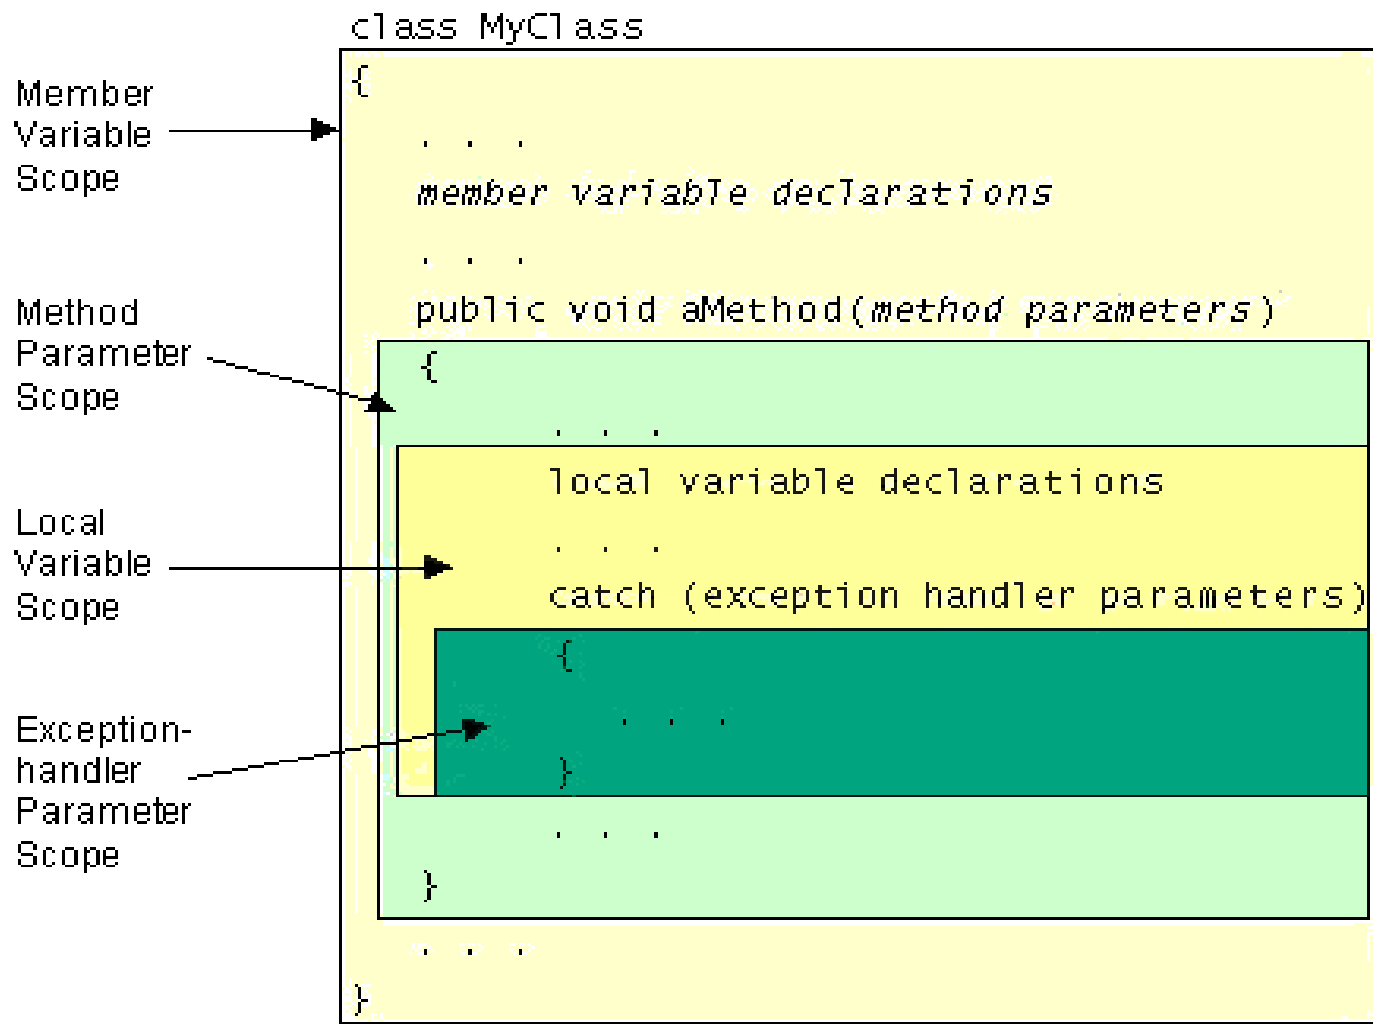 class MyClass
{
Member
Variable
Scope
. . .
member variable declarations
. . .
public void aMethod(method parameters)
Method
Parameter
Scope
{
. . .
local variable declarations
Local
Variable
Scope
. . .
catch (exception handler parameters)
{
Exception-
handler
Parameter
Scope
. . .
}
. . .
}
. . .
}